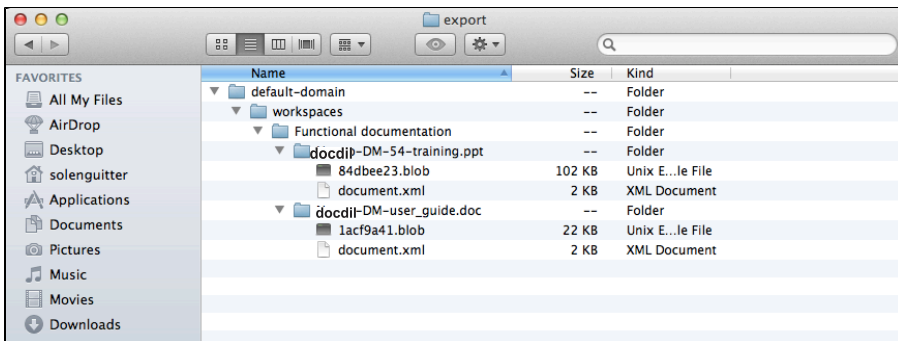 export
FAVORITES
All My Files
AirDrop
Desktop
solenguitter
Applications
Documents
Pictures
Music
Movies
Downloads
Name Size Kind
default-domain -- Folder
workspaces -- Folder
Functional documentation -- Folder
docdil-DM-54-training.ppt -- Folder
84dbee23.blob 102 KB Unix E...le File
document.xml 2 KB XML Document
docdil-DM-user_guide.doc -- Folder
1acf9a41.blob 22 KB Unix E...le File
document.xml 2 KB XML Document